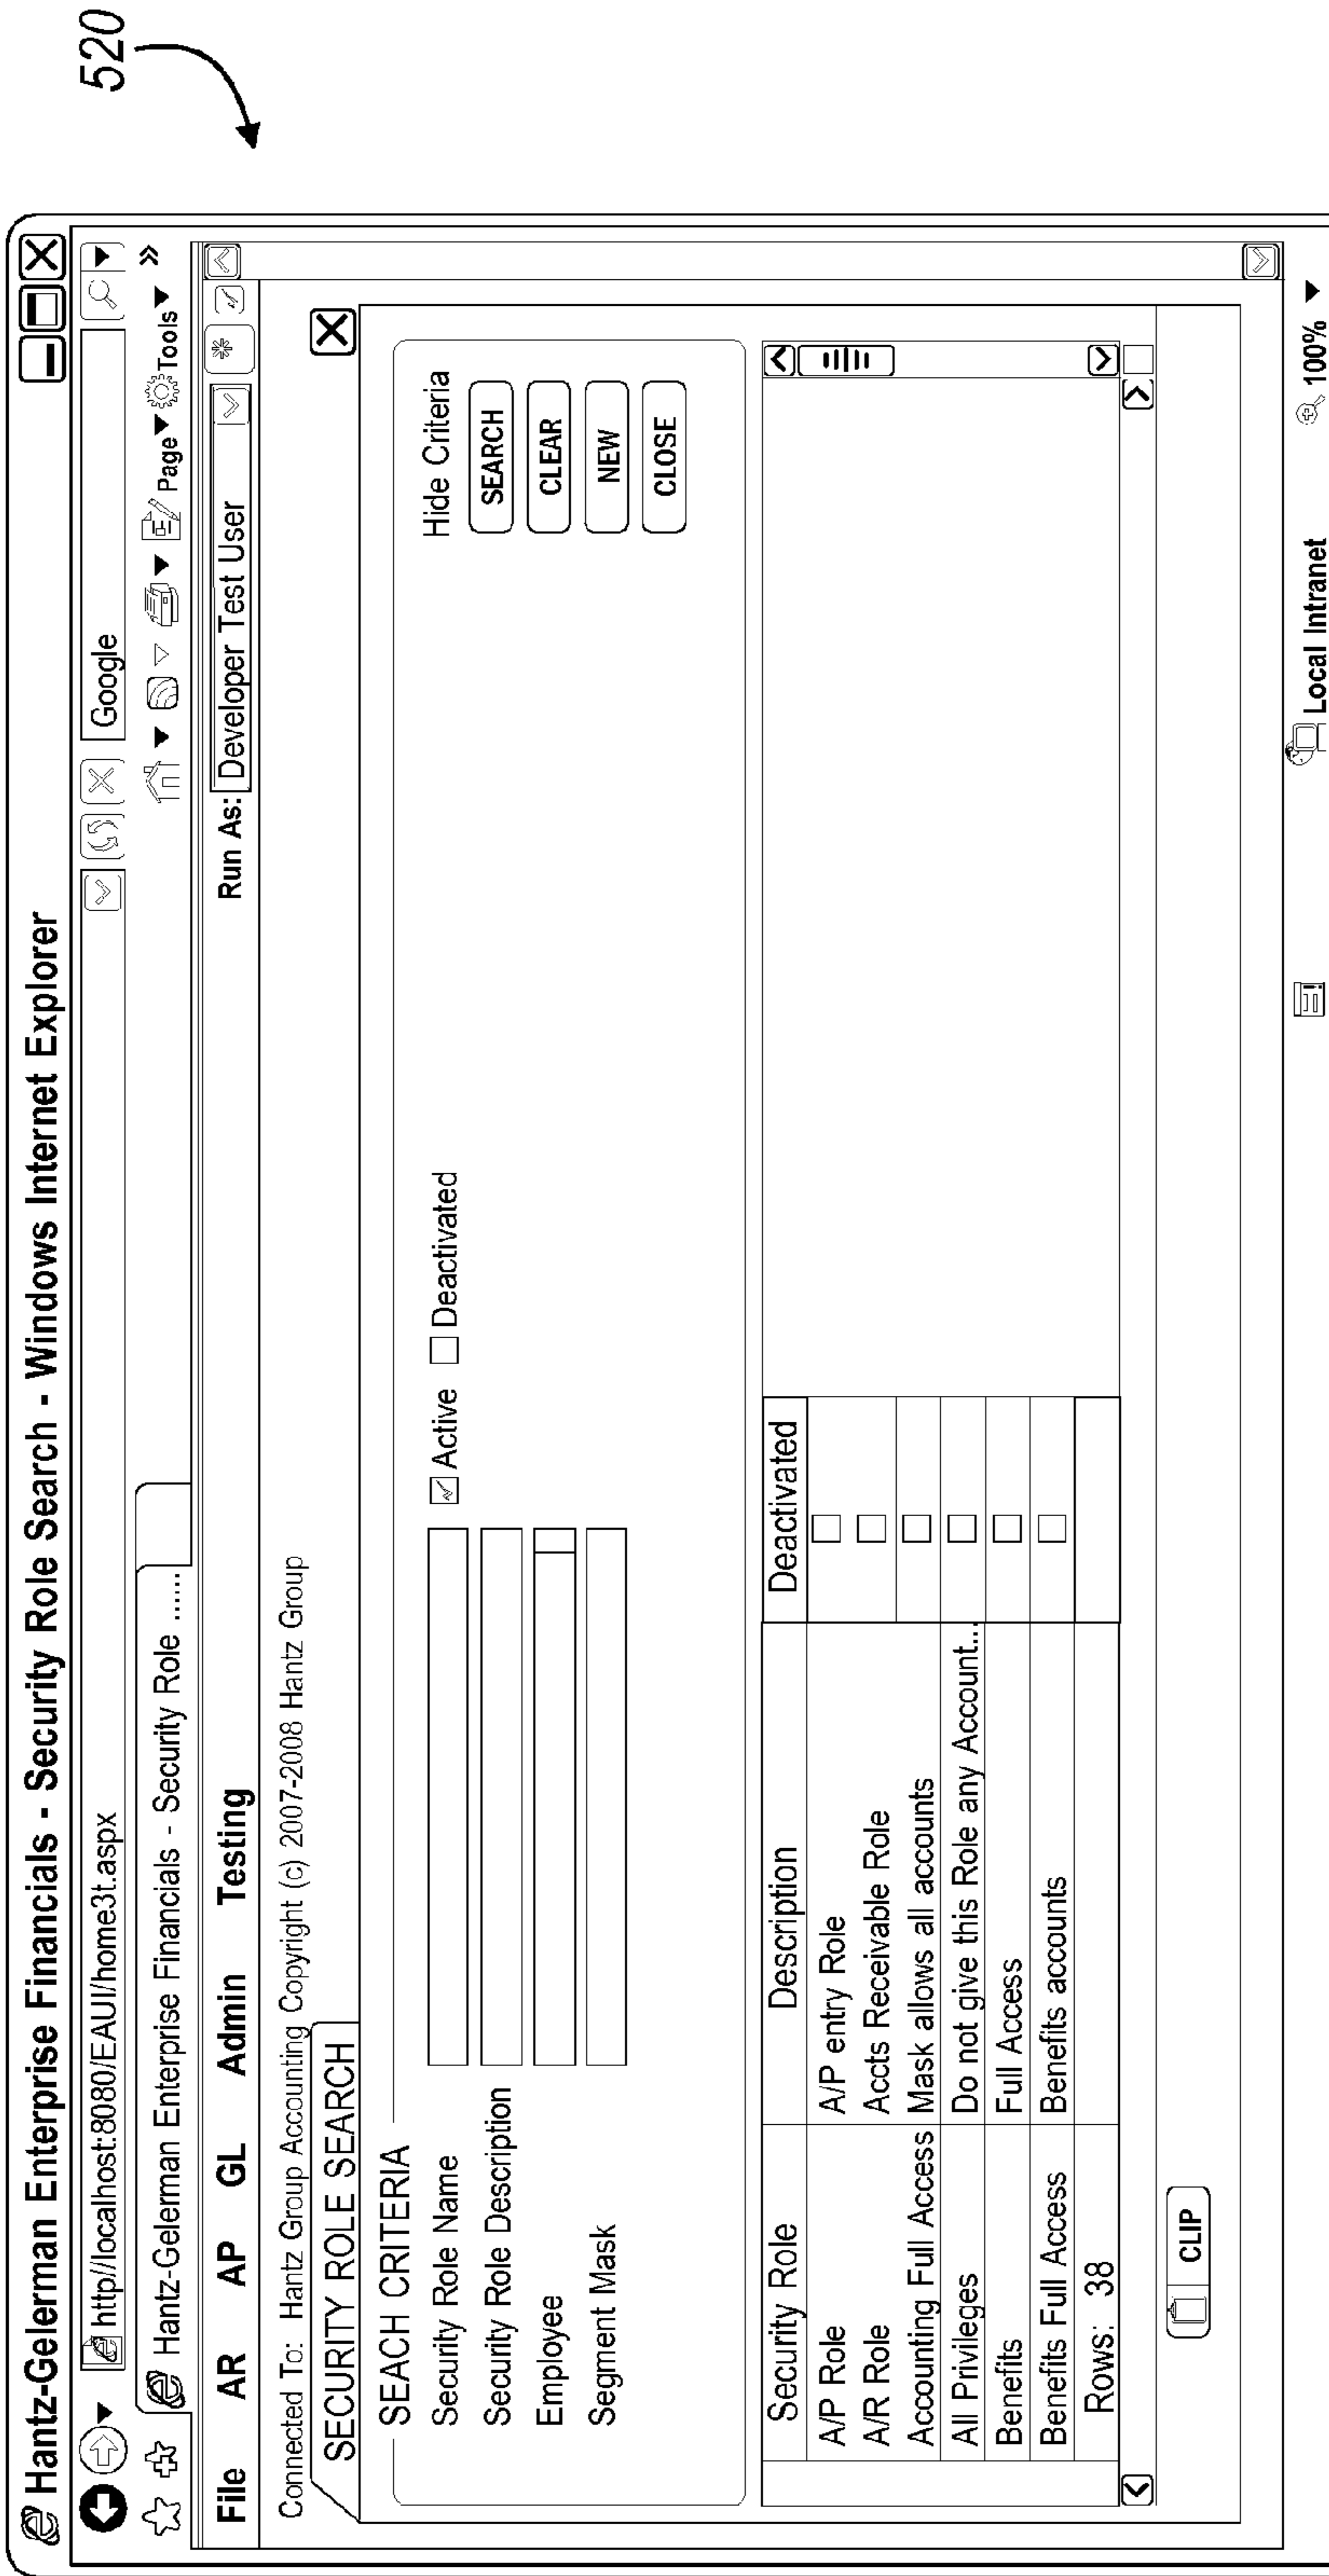 520
Hantz-Gelerman Enterprise Financials - Security Role Search - Windows Internet Explorer
http//localhost:8080/EAUI/home3t.aspx Google
Hantz-Gelerman Enterprise Financials - Security Role ...... Page Tools »
File AR AP GL Admin Testing Run As: Developer Test User
Connected To: Hantz Group Accounting Copyright (c) 2007-2008 Hantz Group
SECURITY ROLE SEARCH
SEACH CRITERIA
Hide Criteria
Security Role Name Active Deactivated
SEARCH
Security Role Description
CLEAR
Employee
NEW
Segment Mask
CLOSE
Security Role Description Deactivated
A/P Role A/P entry Role
A/R Role Accts Receivable Role
Accounting Full Access Mask allows all accounts
All Privileges Do not give this Role any Account...
Benefits Full Access
Benefits Full Access Benefits accounts
Rows: 38
CLIP
Local Intranet 100%